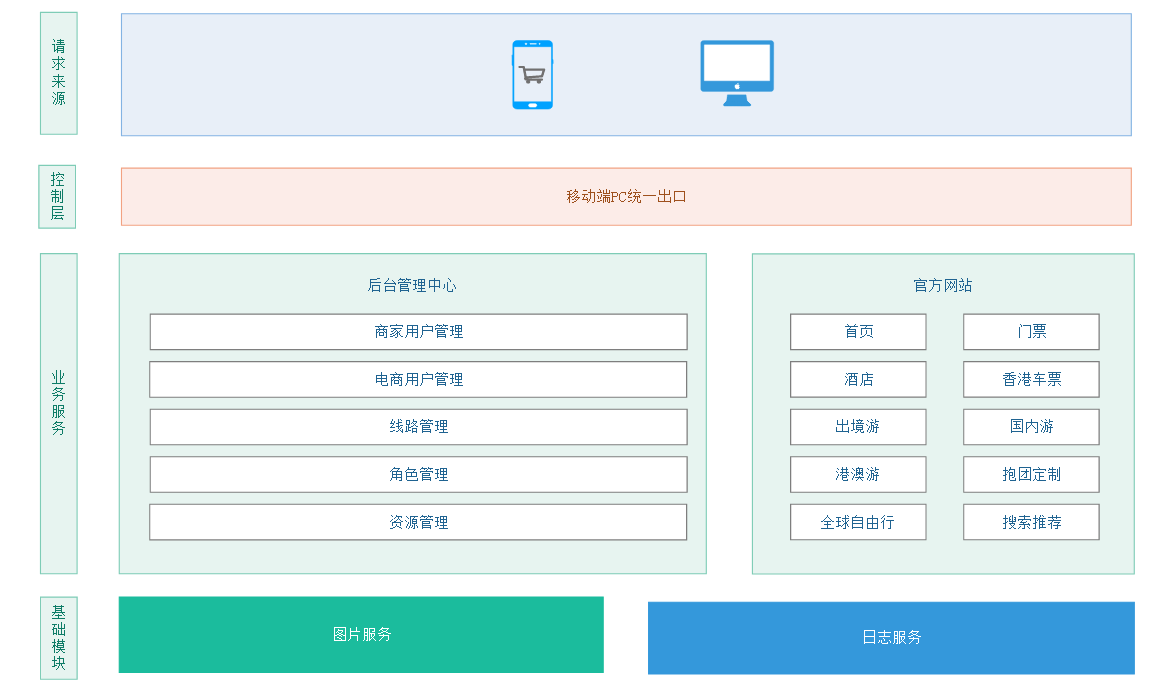 请求来源
控制层
移动端PC统一出口
业务服务
后台管理中心
商家用户管理
电商用户管理
线路管理
角色管理
资源管理
官方网站
首页
门票
酒店
香港车票
出境游
国内游
港澳游
抱团定制
全球自由行
搜索推荐
基础模块
图片服务
日志服务